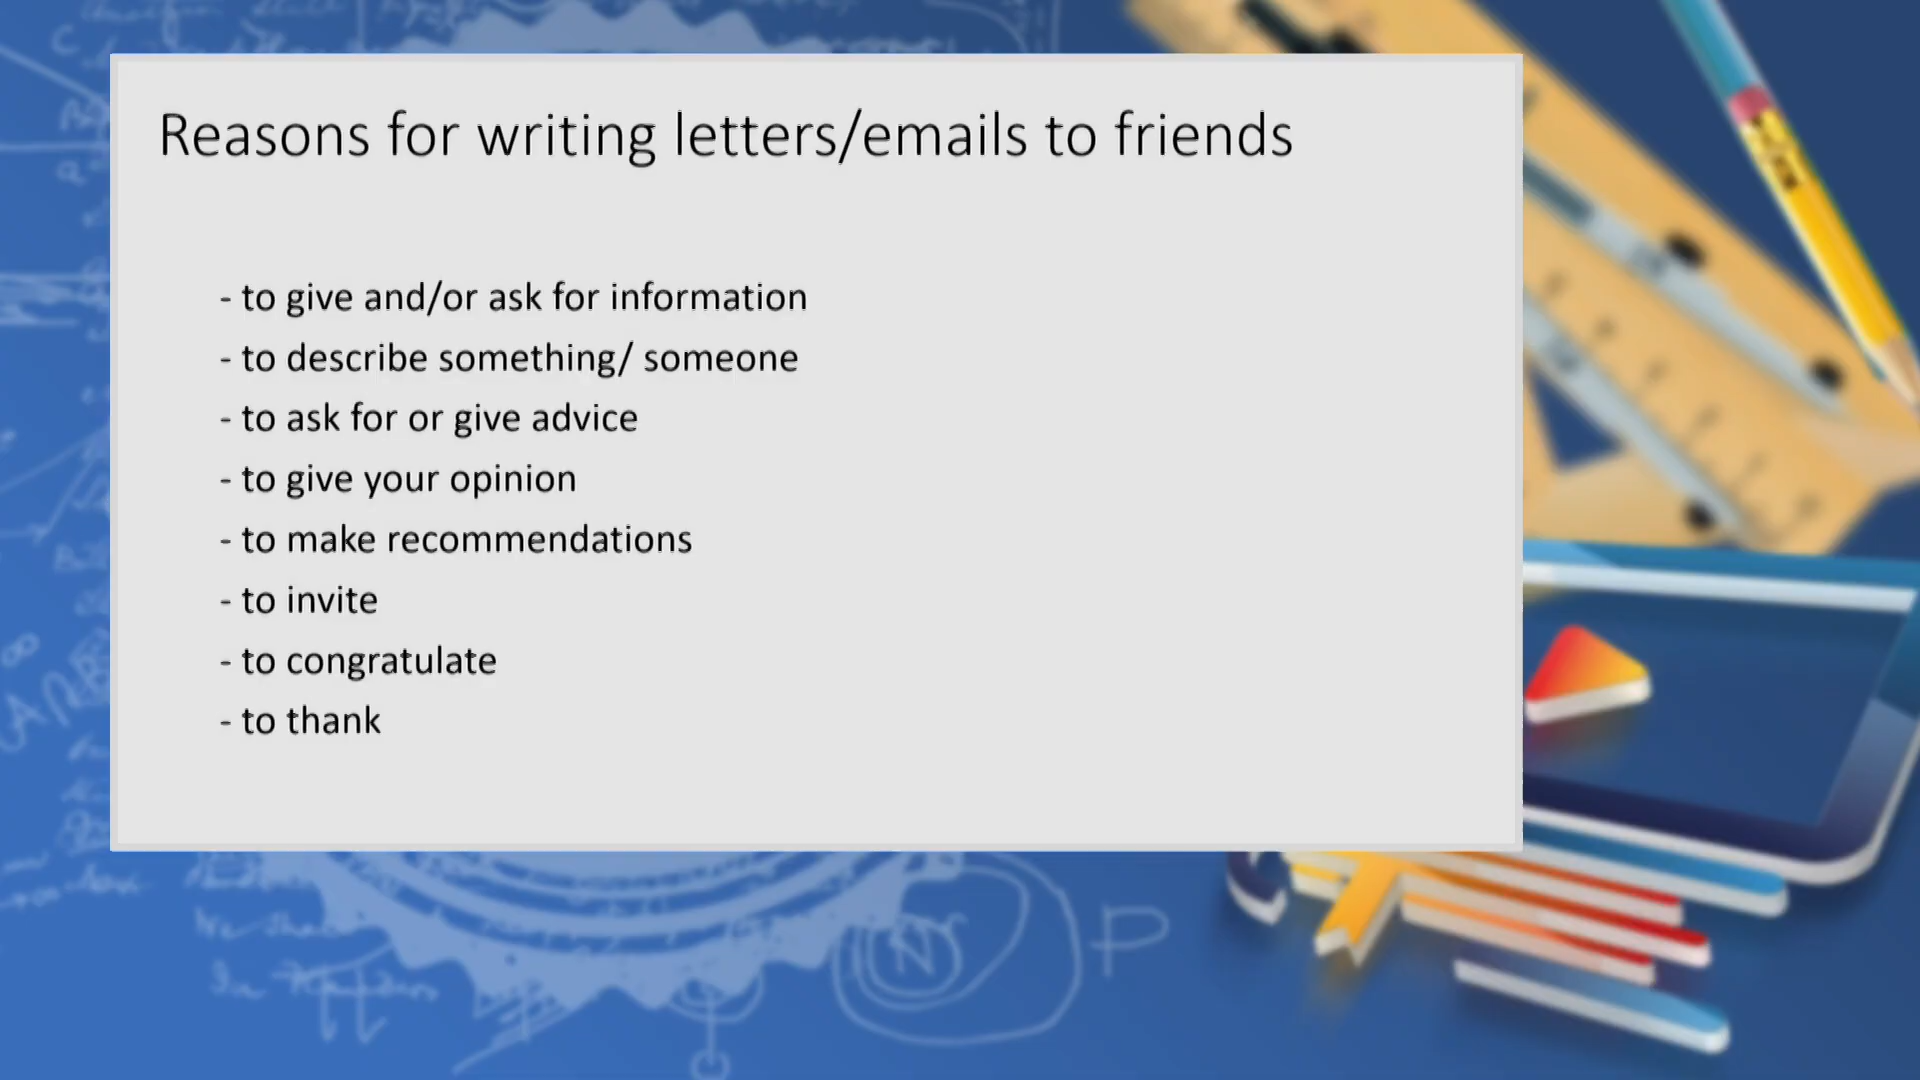 Reasons for writing letters/emails to friends
- to give and/or ask for information
- to describe something/ someone
- to ask for or give advice
- to give your opinion
- to make recommendations
- to invite
- to congratulate
- to thank
P